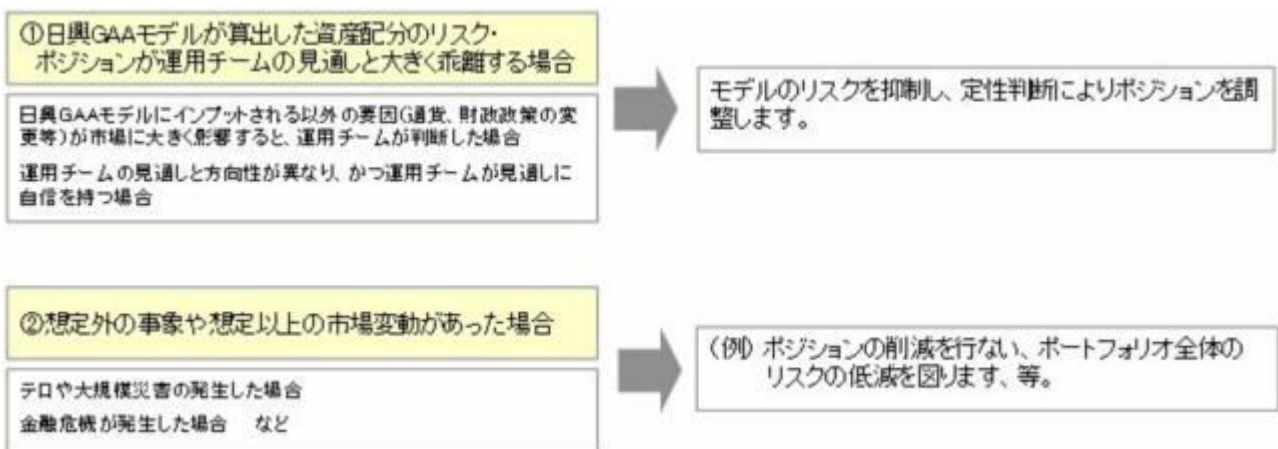 ①日興GAAモデルが算出した資産配分のリスク・
ポジションが運用チームの見通しと大きく乖離する場合
日興GAAモデルにインプットされる以外の要因(通貨、財政政策の変
更等)が市場に大きく影響すると、運用チームが判断した場合
運用チームの見通しと方向性が異なり、かつ運用チームが見通しに
自信を持つ場合
モデルのリスクを抑制し、定性判断によりポジションを調
整します。
②想定外の事象や想定以上の市場変動があった場合
テロや大規模災害の発生した場合
金融危機が発生した場合 など
(例) ポジションの削減を行ない、ポートフォリオ全体の
リスクの低減を図ります、等。